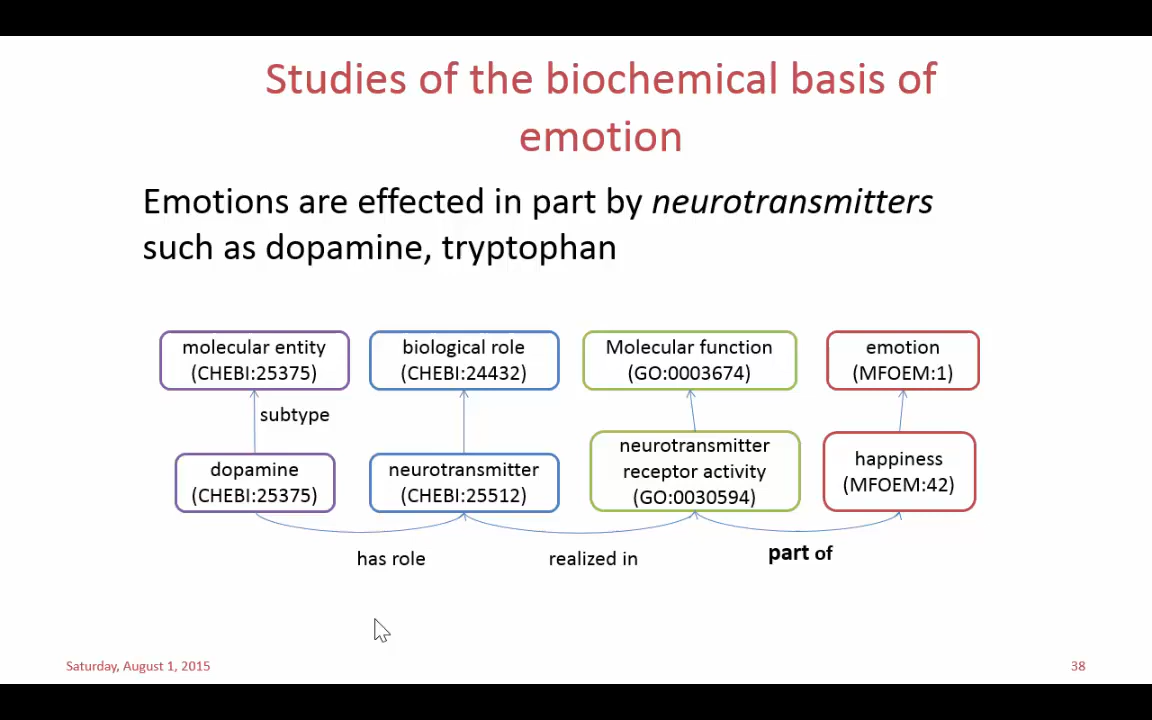 Studies of the biochemical basis of
emotion
Emotions are effected in part by neurotransmitters
such as dopamine, tryptophan
molecular entity
(CHEBI:25375)
biological role
(CHEBI:24432)
Molecular function
(GO:0003674)
emotion
(MFOEM:1)
subtype
dopamine
(CHEBI:25375)
neurotransmitter
(CHEBI:25512)
neurotransmitter
receptor activity
(GO:0030594)
happiness
(MFOEM:42)
has role
realized in
part of
Saturday, August 1, 2015
38